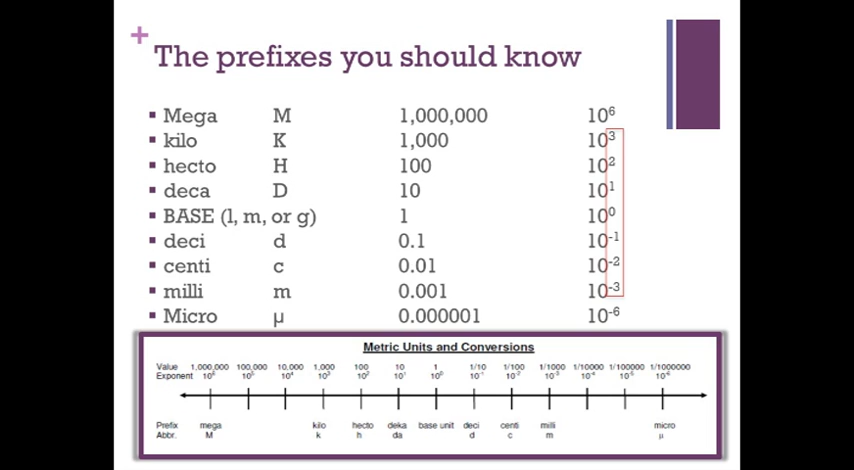 +
The prefixes you should know
▪ Mega M 1,000,000 10⁶
▪ kilo K 1,000 10³
▪ hecto H 100 10²
▪ deca D 10 10¹
▪ BASE (l, m, or g) 1 10⁰
▪ deci d 0.1 10⁻¹
▪ centi c 0.01 10⁻²
▪ milli m 0.001 10⁻³
▪ Micro µ 0.000001 10⁻⁶
Metric Units and Conversions
Value 1,000,000 100,000 10,000 1,000 100 10 1 1/10 1/100 1/1000 1/10000 1/100000 1/1000000
Exponent 10⁶ 10⁵ 10⁴ 10³ 10² 10¹ 10⁰ 10⁻¹ 10⁻² 10⁻³ 10⁻⁴ 10⁻⁵ 10⁻⁶
Prefix mega kilo hecto deka base unit deci centi milli micro
Abbr. M k h da d c m µ